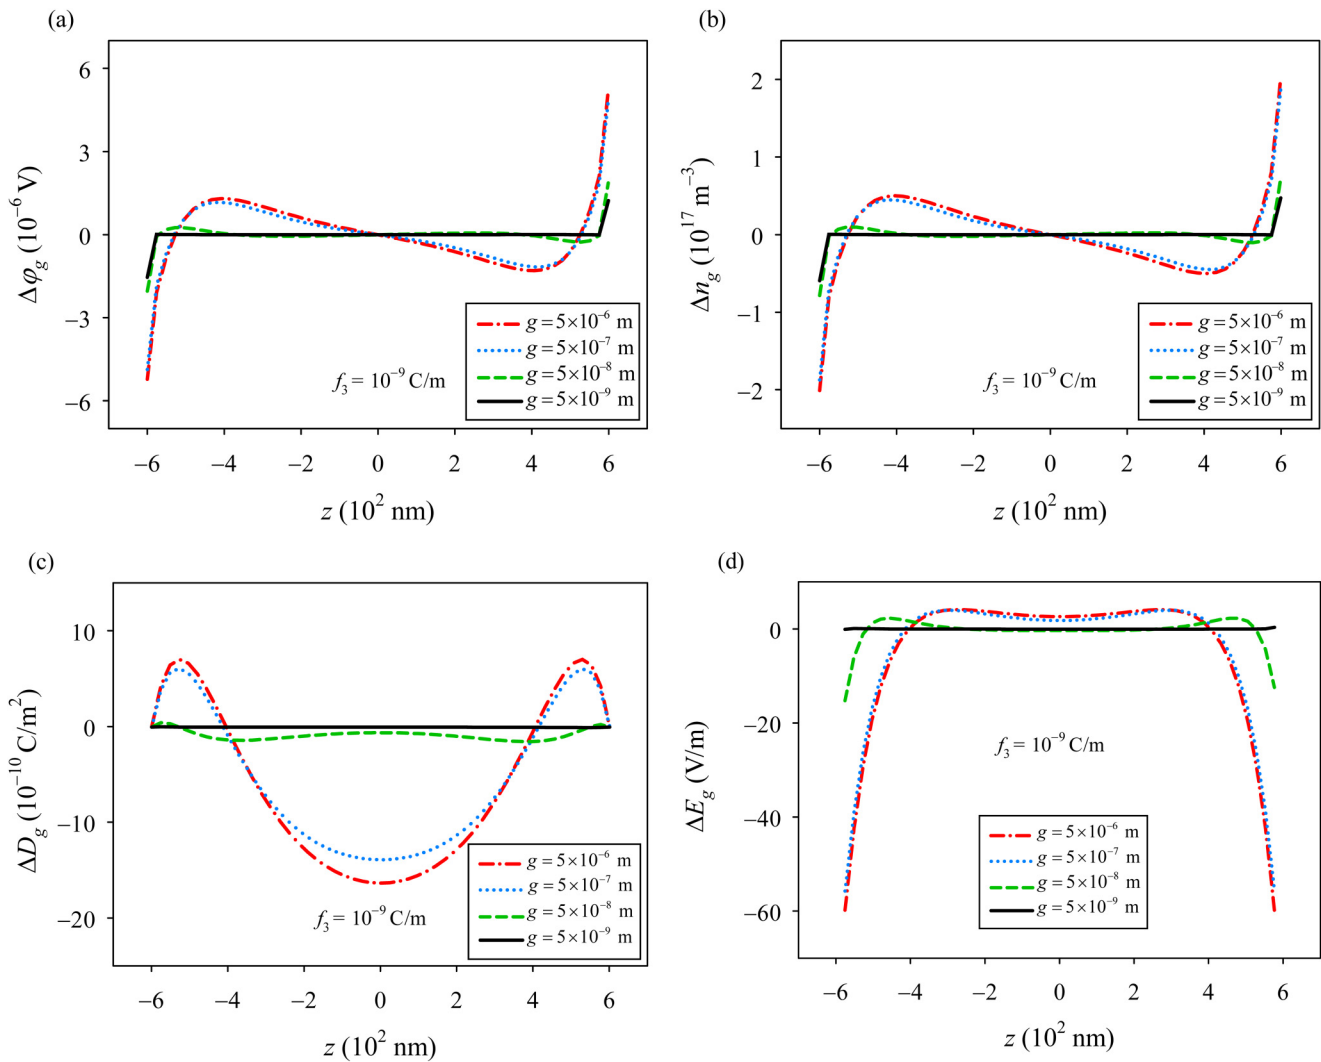 (a)
6
3
0
−3
−6
Δφg (10⁻⁶ V)
g = 5×10⁻⁶ m
g = 5×10⁻⁷ m
g = 5×10⁻⁸ m
g = 5×10⁻⁹ m
f₃ = 10⁻⁹ C/m
−6 −4 −2 0 2 4 6
z (10² nm)
(b)
2
1
0
−1
−2
Δng (10¹⁷ m⁻³)
g = 5×10⁻⁶ m
g = 5×10⁻⁷ m
g = 5×10⁻⁸ m
g = 5×10⁻⁹ m
f₃ = 10⁻⁹ C/m
−6 −4 −2 0 2 4 6
z (10² nm)
(c)
10
0
−10
−20
ΔDg (10⁻¹⁰ C/m²)
g = 5×10⁻⁶ m
g = 5×10⁻⁷ m
g = 5×10⁻⁸ m
g = 5×10⁻⁹ m
f₃ = 10⁻⁹ C/m
−6 −4 −2 0 2 4 6
z (10² nm)
(d)
0
−20
−40
−60
ΔEg (V/m)
f₃ = 10⁻⁹ C/m
g = 5×10⁻⁶ m
g = 5×10⁻⁷ m
g = 5×10⁻⁸ m
g = 5×10⁻⁹ m
−6 −4 −2 0 2 4 6
z (10² nm)